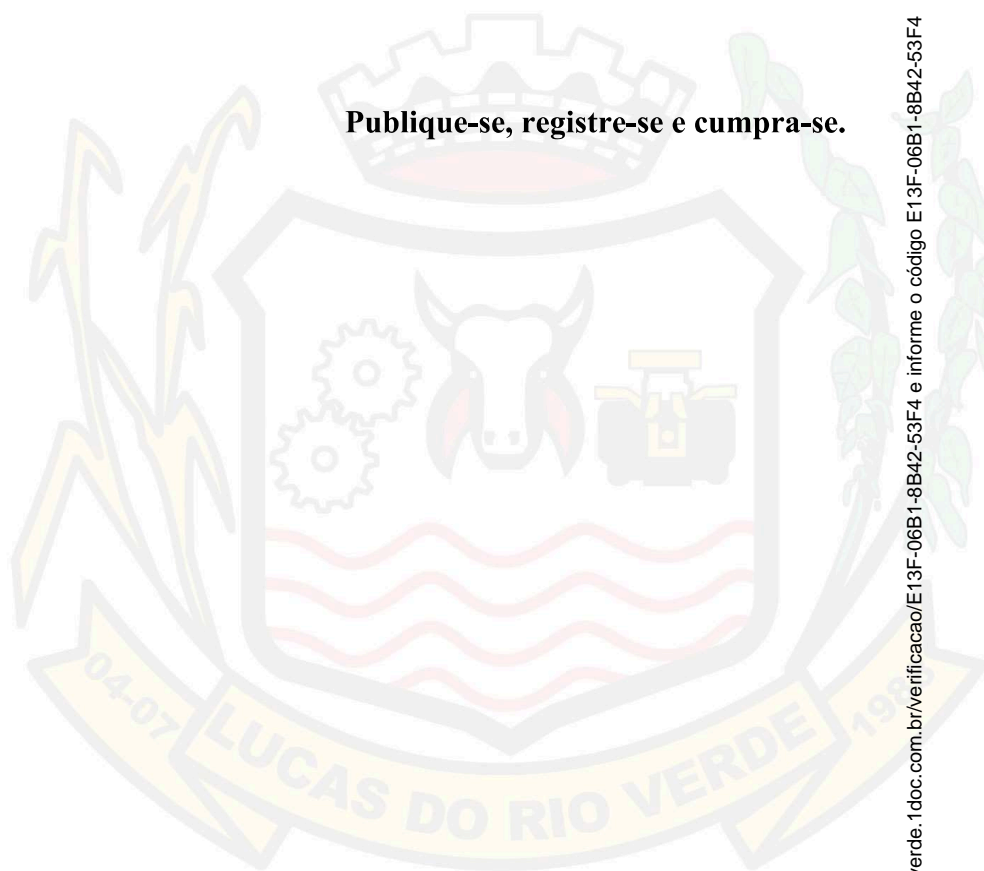 Publique-se, registre-se e cumpra-se.
04-07
LUCAS DO RIO VERDE
verde.1doc.com.br/verificacao/E13F-06B1-8B42-53F4 e informe o código E13F-06B1-8B42-53F4